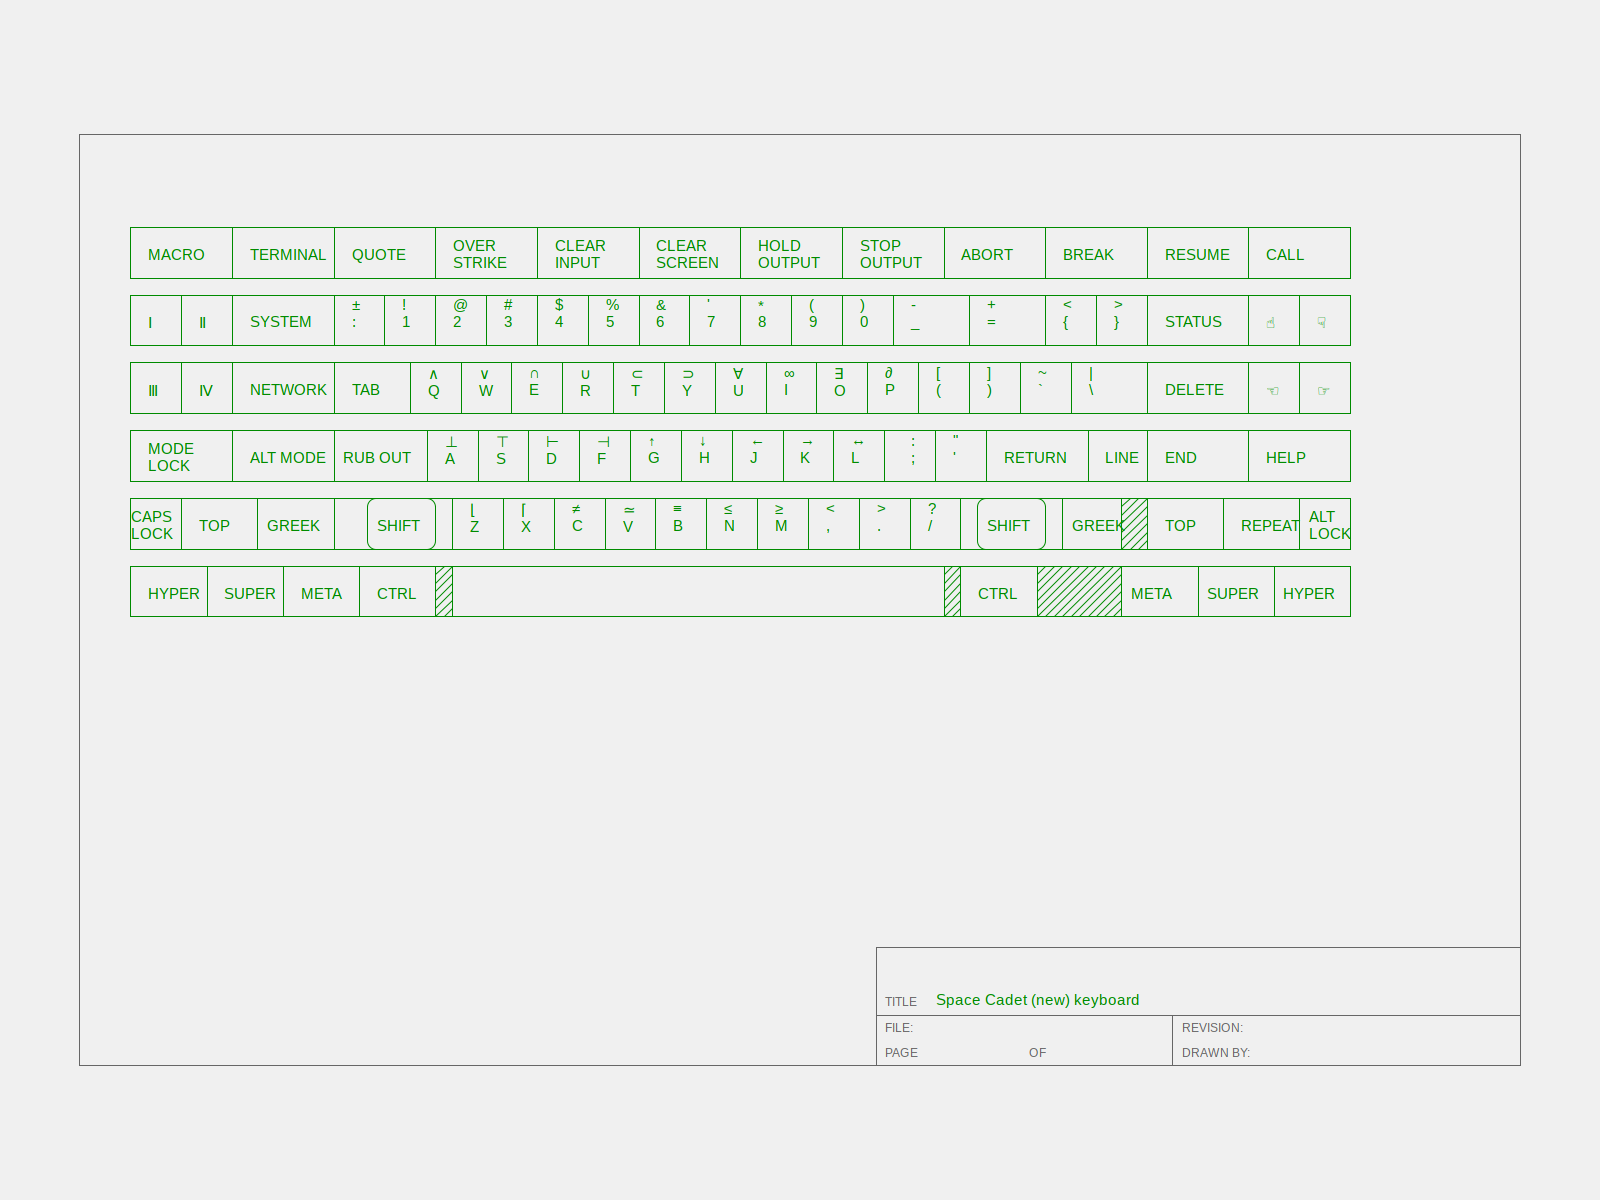 MACRO TERMINAL QUOTE OVER STRIKE CLEAR INPUT CLEAR SCREEN HOLD OUTPUT STOP OUTPUT ABORT BREAK RESUME CALL
± ! @ # $ % & ' * ( ) - + < >
Ⅰ Ⅱ SYSTEM : 1 2 3 4 5 6 7 8 9 0 _ = { } STATUS ☝ ☟
∧ ∨ ∩ ∪ ⊂ ⊃ ∀ ∞ ∃ ∂ [ ] ~ |
Ⅲ Ⅳ NETWORK TAB Q W E R T Y U I O P ( ) ` \ DELETE ☜ ☞
⊥ ⊤ ⊢ ⊣ ↑ ↓ ← → ↔ : "
MODE LOCK ALT MODE RUB OUT A S D F G H J K L ; ' RETURN LINE END HELP
⌊ ⌈ ≠ ≃ ≡ ≤ ≥ < > ?
CAPS LOCK TOP GREEK SHIFT Z X C V B N M , . / SHIFT GREEK TOP REPEAT ALT LOCK
HYPER SUPER META CTRL CTRL META SUPER HYPER
TITLE Space Cadet (new) keyboard
FILE: REVISION:
PAGE OF DRAWN BY: